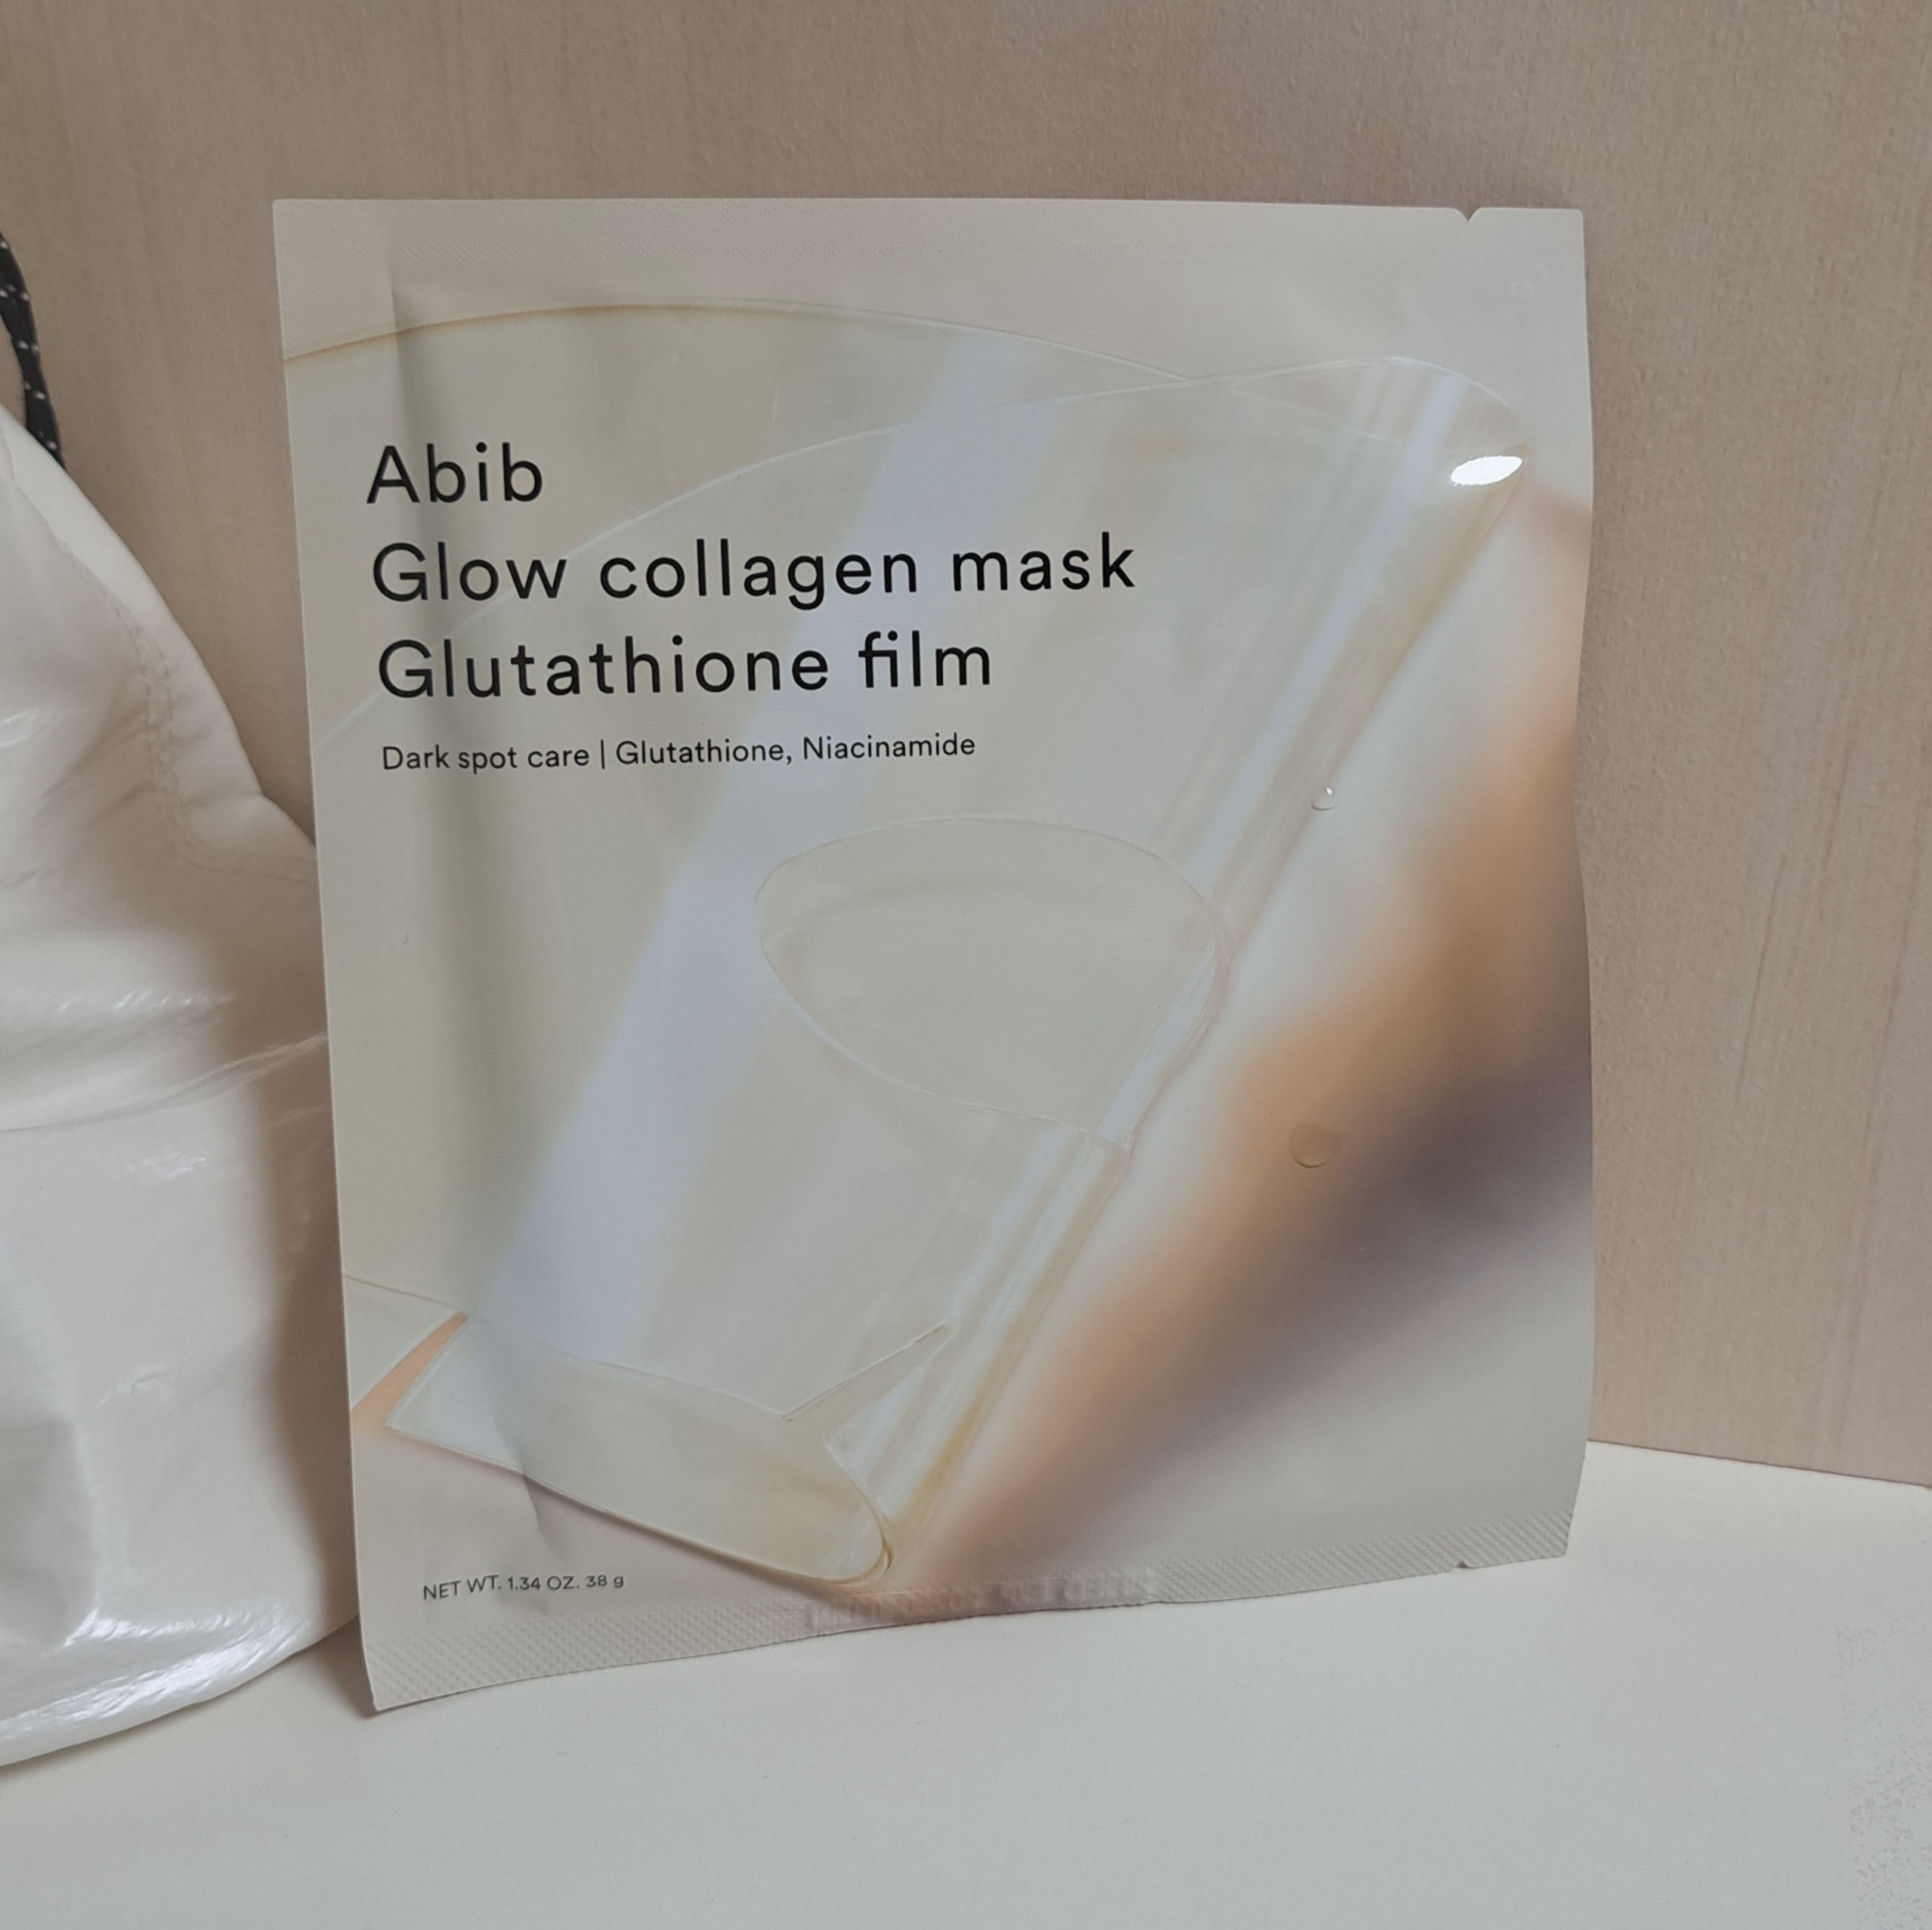 Abib
Glow collagen mask
Glutathione film
Dark spot care | Glutathione, Niacinamide
NET WT. 1.34 OZ. 38 g